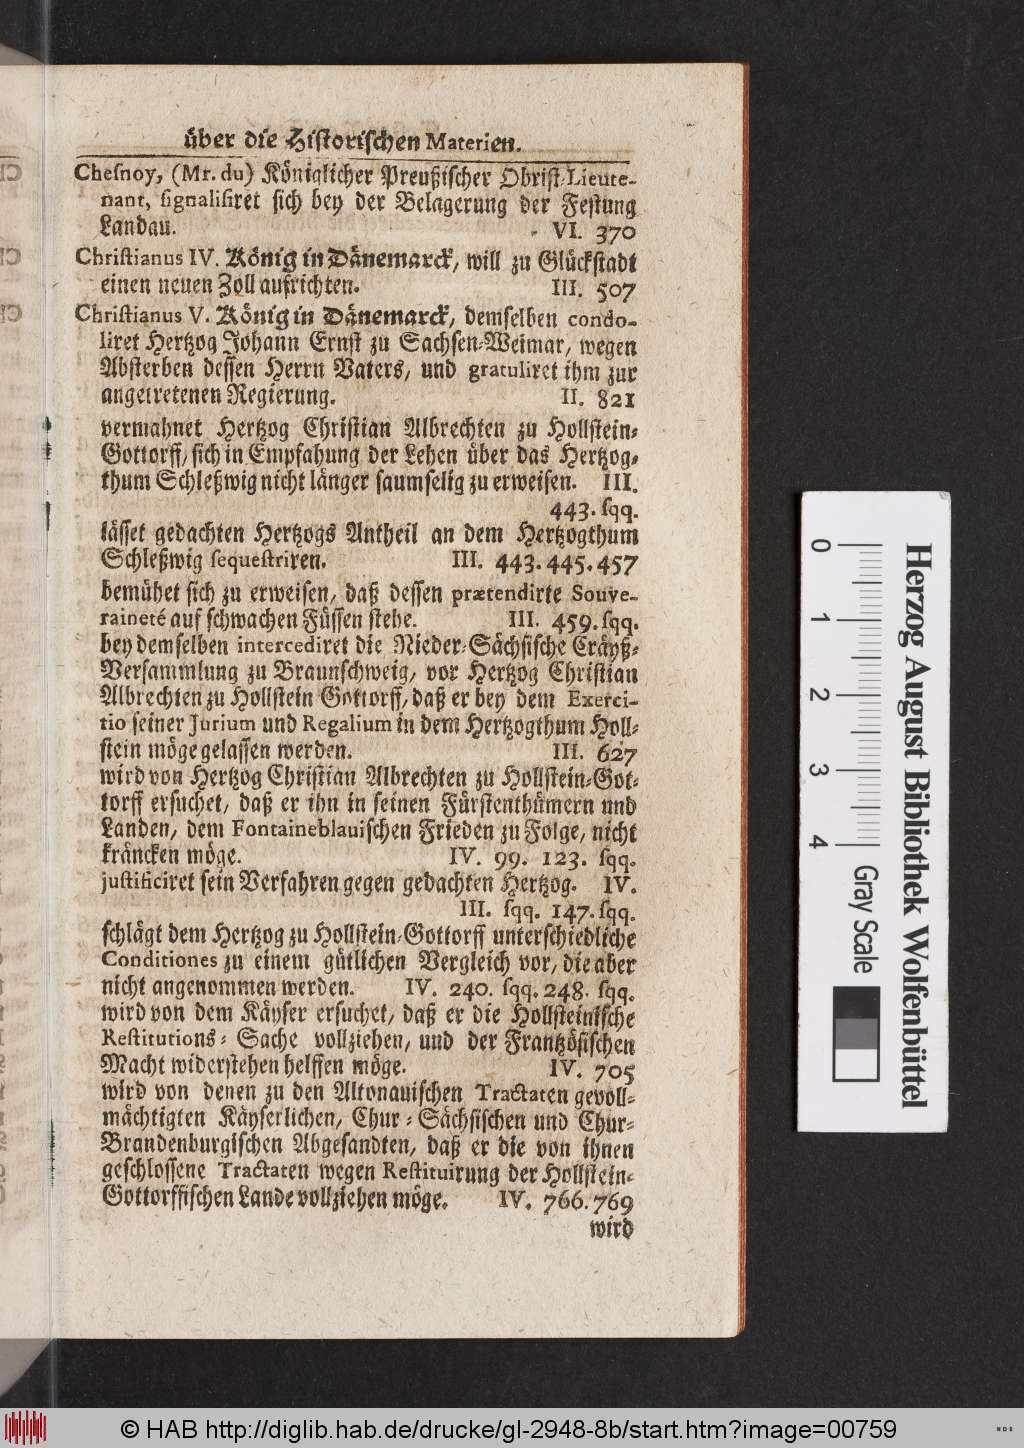 über die Historischen Materien.
Chesnoy, (Mr. du) Königlicher Preußischer Obrist-Lieute-
nant, signalisiret sich bey der Belagerung der Festung
Landau. VI. 370
Christianus IV. König in Dänemarck, will zu Glückstadt
einen neuen Zoll aufrichten. III. 507
Christianus V. König in Dänemarck, demselben condo-
liret Hertzog Johann Ernst zu Sachsen-Weimar, wegen
Absterben dessen Herrn Vaters, und gratuliret ihm zur
angetretenen Regierung. II. 821
vermahnet Hertzog Christian Albrechten zu Hollstein-
Gottorff, sich in Empfahung der Lehen über das Hertzog-
thum Schleßwig nicht länger saumselig zu erweisen. III.
443. sqq.
lässet gedachten Hertzogs Antheil an dem Hertzogthum
Schleßwig sequestriren. III. 443. 445. 457
bemühet sich zu erweisen, daß dessen prætendirte Souve-
raineté auf schwachen Füssen stehe. III. 459. sqq.
bey demselben intercediret die Nieder-Sächsische Cräyß-
Versammlung zu Braunschweig, vor Hertzog Christian
Albrechten zu Hollstein Gottorff, daß er bey dem Exerci-
tio seiner Jurium und Regalium in dem Hertzogthum Holl-
stein möge gelassen werden. III. 627
wird von Hertzog Christian Albrechten zu Hollstein-Got-
torff ersuchet, daß er ihn in seinen Fürstenthümern und
Landen, dem Fontaineblauischen Frieden zu Folge, nicht
kräncken möge. IV. 99. 123. sqq.
justificiret sein Verfahren gegen gedachten Hertzog. IV.
III. sqq. 147. sqq.
schlägt dem Hertzog zu Hollstein-Gottorff unterschiedliche
Conditiones zu einem gütlichen Vergleich vor, die aber
nicht angenommen werden. IV. 240. sqq. 248. sqq.
wird von dem Käyser ersuchet, daß er die Hollsteinische
Restitutions-Sache vollziehen, und der Frantzösischen
Macht widerstehen helffen möge. IV. 705
wird von denen zu den Altonauischen Tractaten gevoll-
mächtigten Käyserlichen, Chur-Sächsischen und Chur-
Brandenburgischen Abgesandten, daß er die von ihnen
geschlossene Tractaten wegen Restituirung der Hollstein-
Gottorffischen Lande vollziehen möge. IV. 766. 769
wird
0 1 2 3 4
Gray Scale
Herzog August Bibliothek Wolfenbüttel
© HAB http://diglib.hab.de/drucke/gl-2948-8b/start.htm?image=00759